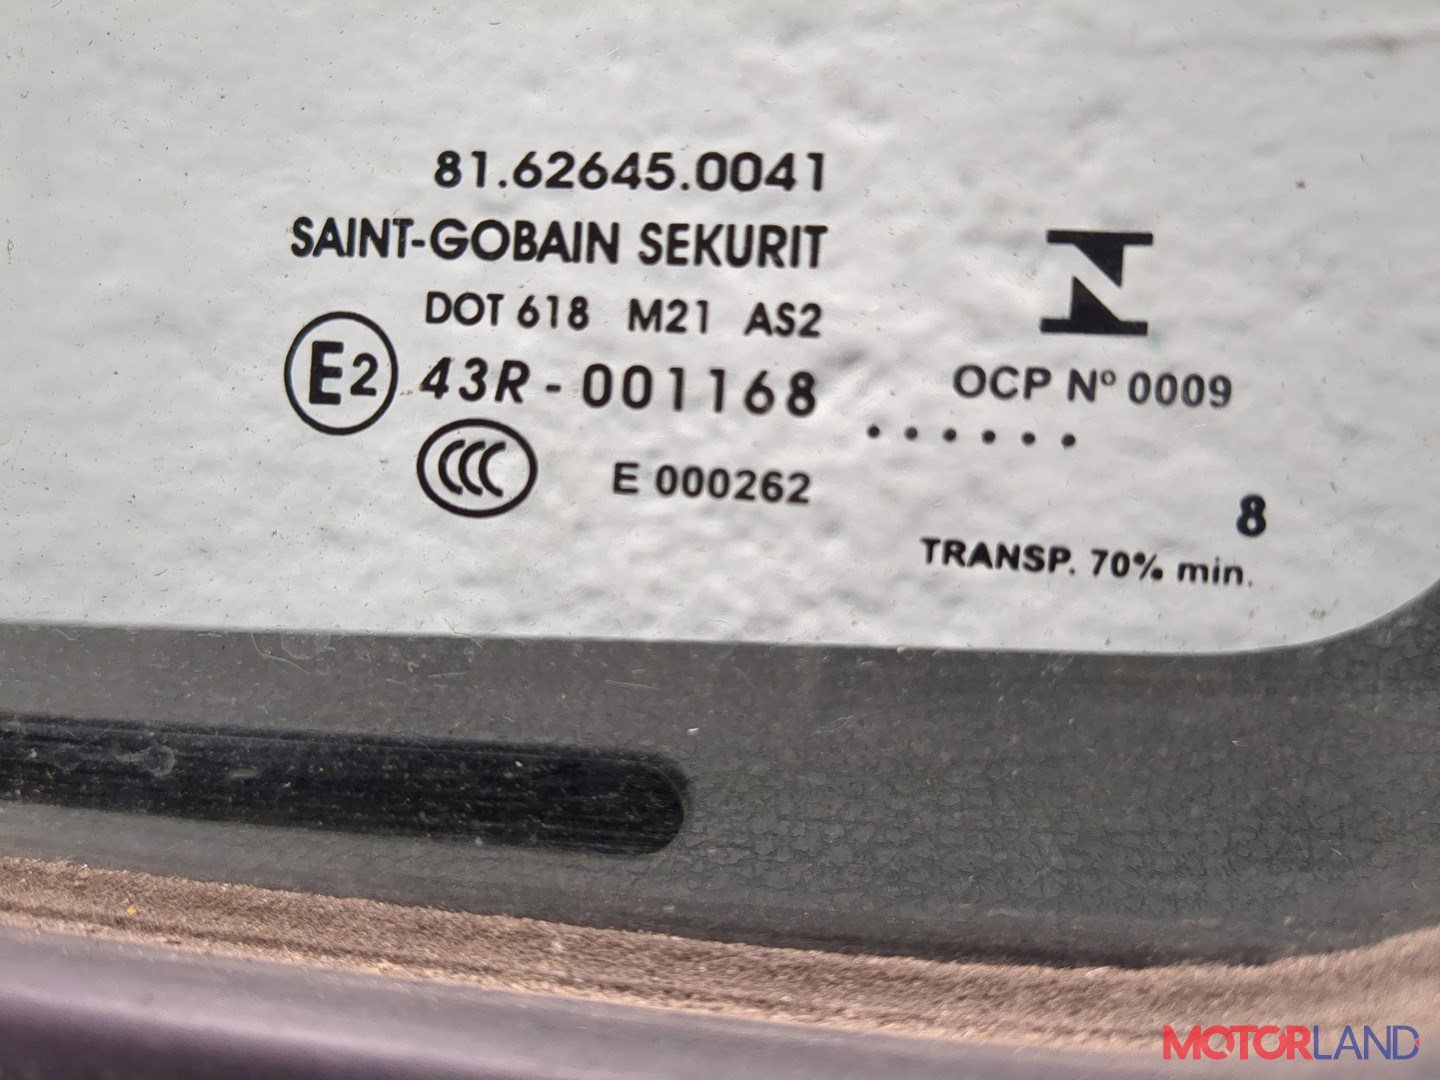 81.62645.0041
SAINT-GOBAIN SEKURIT
DOT 618 M21 AS2
E2 43R - 001168
CCC E 000262
OCP Nº 0009
. . . . . .
8
TRANSP. 70% min.
MOTORLAND